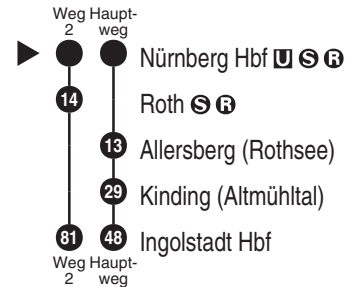 Weg Haupt-
2 weg
Nürnberg Hbf U S R
14 Roth S R
13 Allersberg (Rothsee)
29 Kinding (Altmühltal)
81 48 Ingolstadt Hbf
Weg Haupt-
2 weg